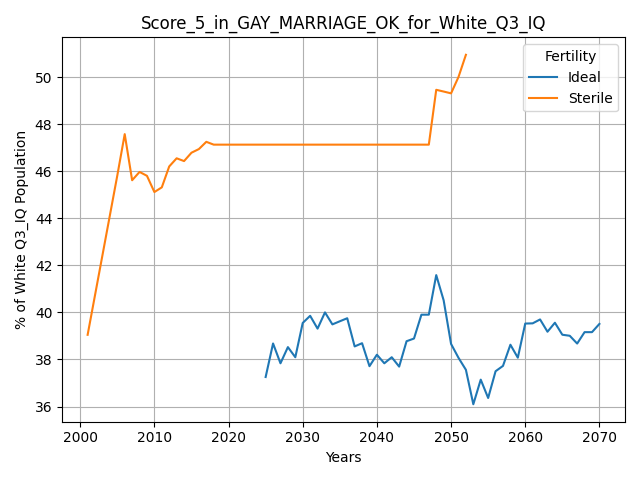 Score_5_in_GAY_MARRIAGE_OK_for_White_Q3_IQ
% of White Q3_IQ Population
50
48
46
44
42
40
38
36
Fertility
Ideal
Sterile
2000 2010 2020 2030 2040 2050 2060 2070
Years